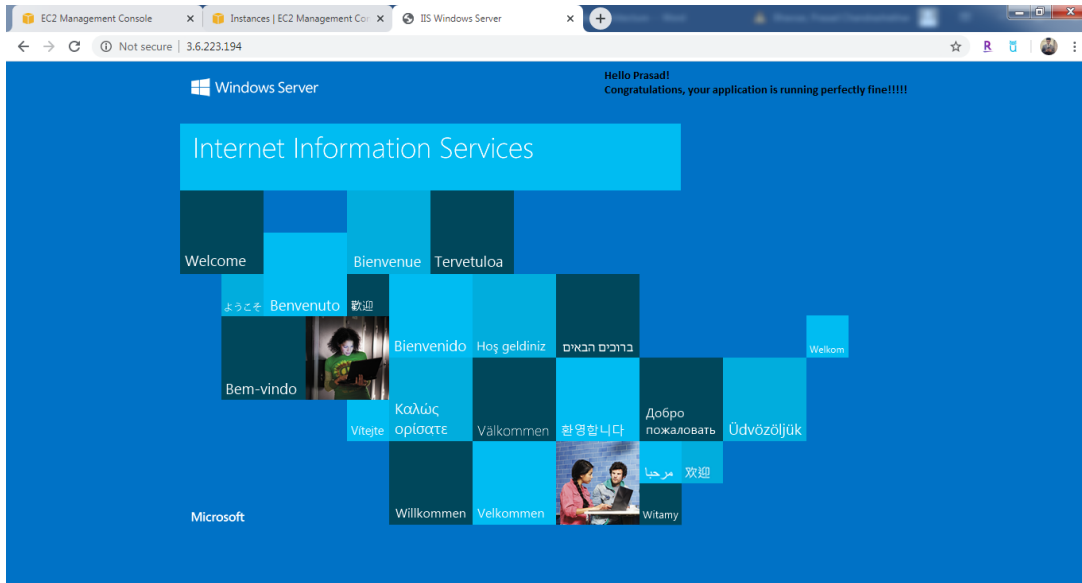 EC2 Management Console
Instances | EC2 Management Cor
IIS Windows Server
Not secure | 3.6.223.194
R
Windows Server
Hello Prasad!
Congratulations, your application is running perfectly fine!!!!!
Internet Information Services
Welcome
Bienvenue
Tervetuloa
ようこそ
Benvenuto
歡迎
Bienvenido
Hoş geldiniz
ברוכים הבאים
Welkom
Bem-vindo
Vítejte
Καλώς
ορίσατε
Välkommen
환영합니다
Добро
пожаловать
Üdvözöljük
مرحبا
欢迎
Microsoft
Willkommen
Velkommen
Witamy